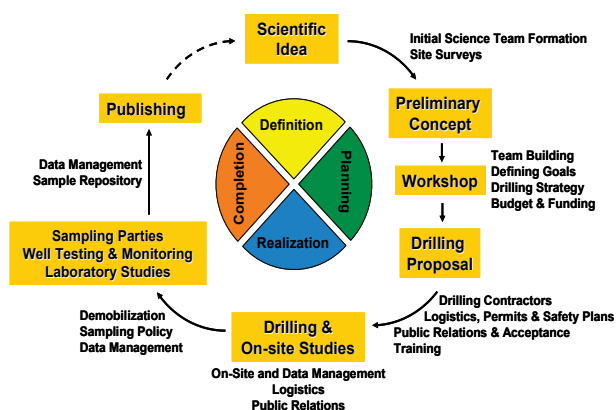 Scientific
Idea
Initial Science Team Formation
Site Surveys
Preliminary
Concept
Team Building
Defining Goals
Drilling Strategy
Budget & Funding
Workshop
Drilling
Proposal
Drilling Contractors
Logistics, Permits & Safety Plans
Public Relations & Acceptance
Training
Drilling &
On-site Studies
On-Site and Data Management
Logistics
Public Relations
Demobilization
Sampling Policy
Data Management
Sampling Parties
Well Testing & Monitoring
Laboratory Studies
Data Management
Sample Repository
Publishing
Definition
Planning
Realization
Completion